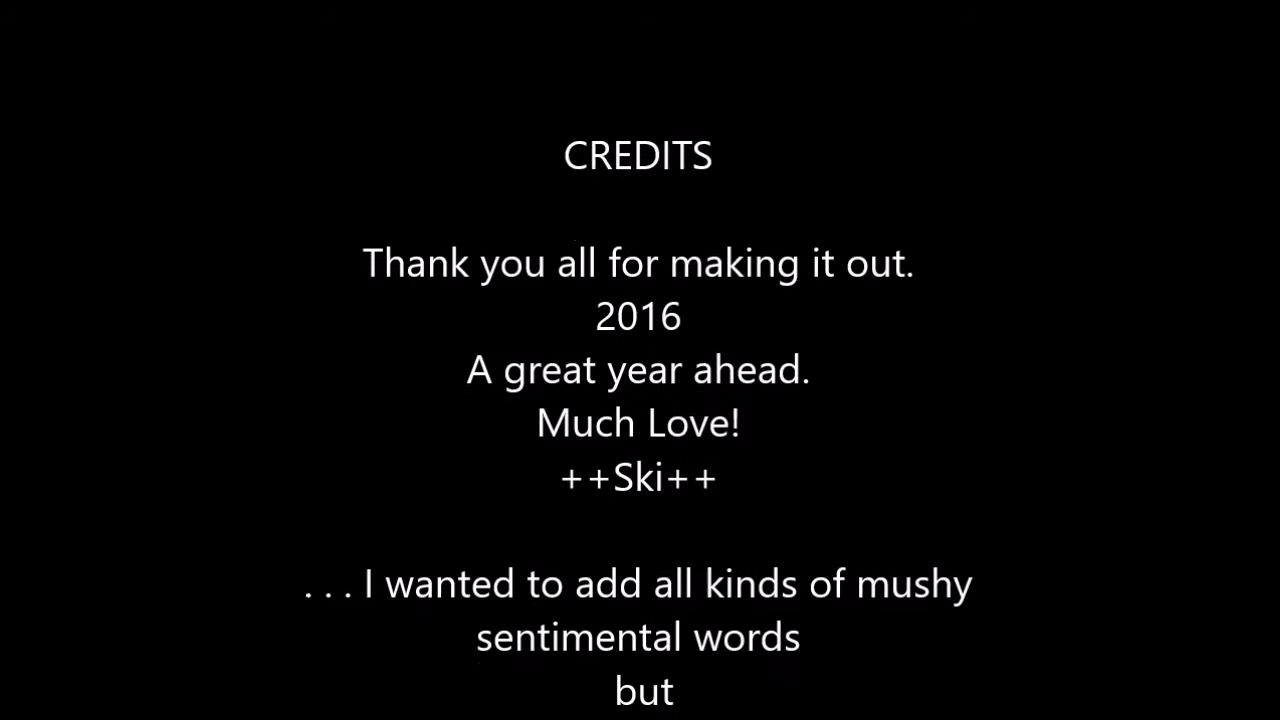 CREDITS
Thank you all for making it out.
2016
A great year ahead.
Much Love!
++Ski++
. . . I wanted to add all kinds of mushy
sentimental words
but